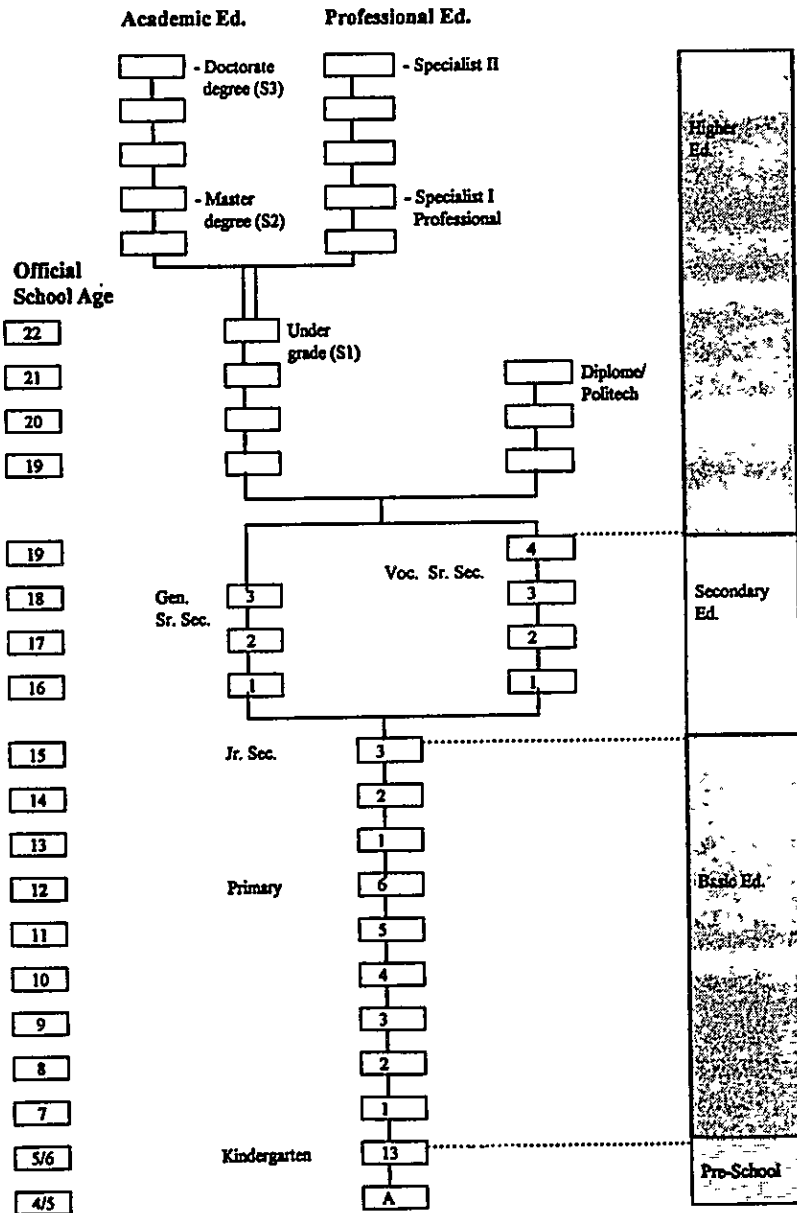 Academic Ed. Professional Ed.
- Doctorate degree (S3)
- Specialist II
- Master degree (S2)
- Specialist I Professional
Higher Ed.
Official School Age
22 Under grade (S1)
21 Diplome/ Politech
20
19
19 4
Voc. Sr. Sec.
18 Gen. Sr. Sec. 3 3 Secondary Ed.
17 2 2
16 1 1
15 Jr. Sec. 3
14 2
13 1
12 Primary 6 Basic Ed.
11 5
10 4
9 3
8 2
7 1
5/6 Kindergarten 13
Pre-School
4/5 A